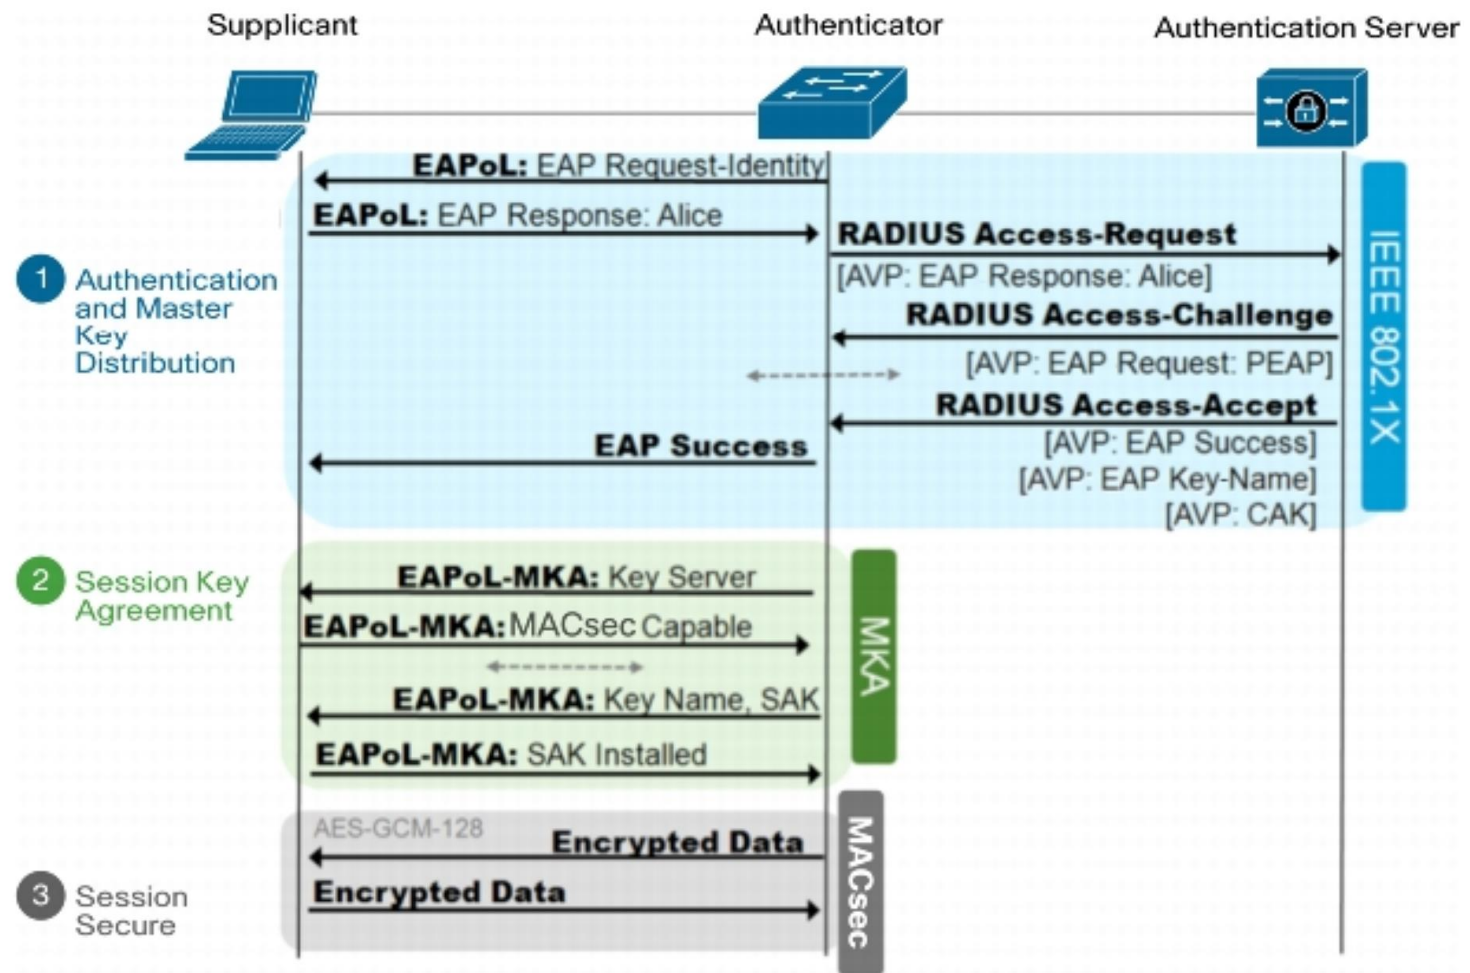 Supplicant
Authenticator
Authentication Server
EAPoL: EAP Request-Identity
EAPoL: EAP Response: Alice
RADIUS Access-Request
[AVP: EAP Response: Alice]
RADIUS Access-Challenge
[AVP: EAP Request: PEAP]
RADIUS Access-Accept
[AVP: EAP Success]
[AVP: EAP Key-Name]
[AVP: CAK]
EAP Success
IEEE 802.1X
1 Authentication
and Master
Key
Distribution
2 Session Key
Agreement
EAPoL-MKA: Key Server
EAPoL-MKA: MACsec Capable
EAPoL-MKA: Key Name, SAK
EAPoL-MKA: SAK Installed
MKA
3 Session
Secure
AES-GCM-128
Encrypted Data
Encrypted Data
MACsec